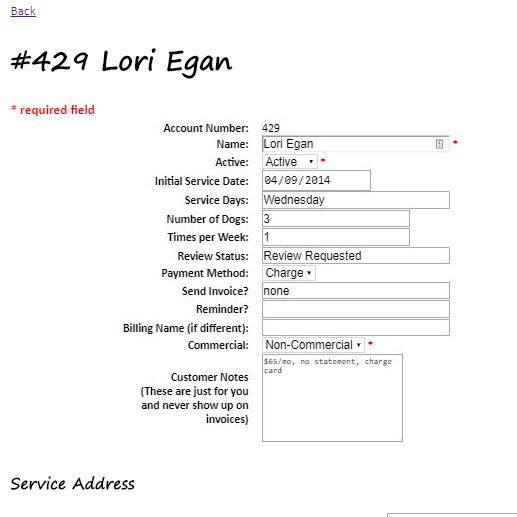 Back
#429 Lori Egan
* required field
Account Number: 429
Name: Lori Egan *
Active: Active *
Initial Service Date: 04/09/2014
Service Days: Wednesday
Number of Dogs: 3
Times per Week: 1
Review Status: Review Requested
Payment Method: Charge
Send Invoice? none
Reminder?
Billing Name (if different):
Commercial: Non-Commercial *
$65/mo, no statement, charge
card
Customer Notes
(These are just for you
and never show up on
invoices)
Service Address